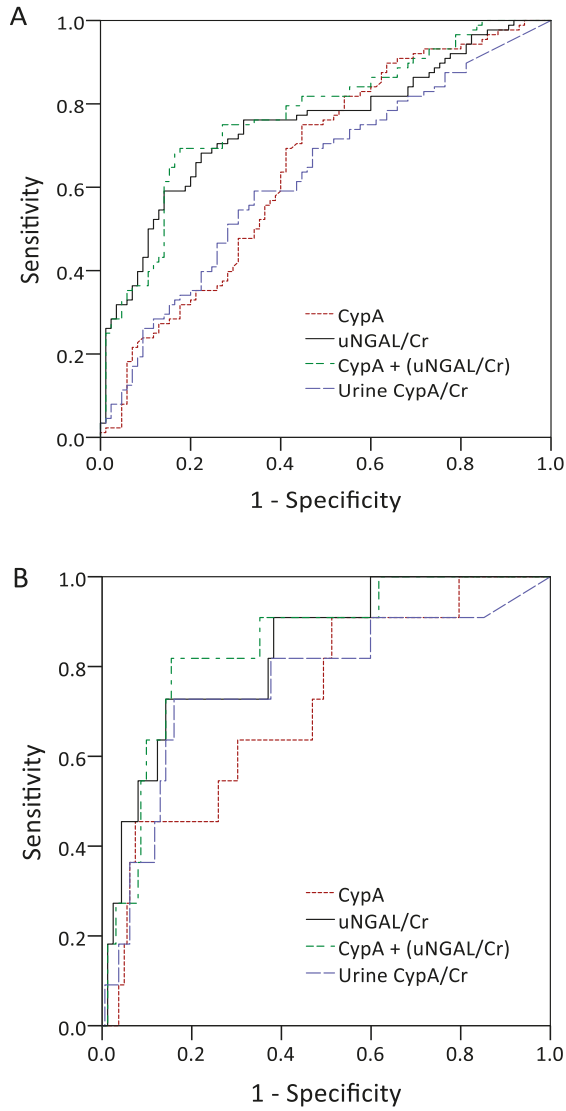 A
1.0
0.8
0.6
0.4
0.2
0.0
Sensitivity
CypA
uNGAL/Cr
CypA + (uNGAL/Cr)
Urine CypA/Cr
0.0 0.2 0.4 0.6 0.8 1.0
1 - Specificity
B
1.0
0.8
0.6
0.4
0.2
0.0
Sensitivity
CypA
uNGAL/Cr
CypA + (uNGAL/Cr)
Urine CypA/Cr
0.0 0.2 0.4 0.6 0.8 1.0
1 - Specificity